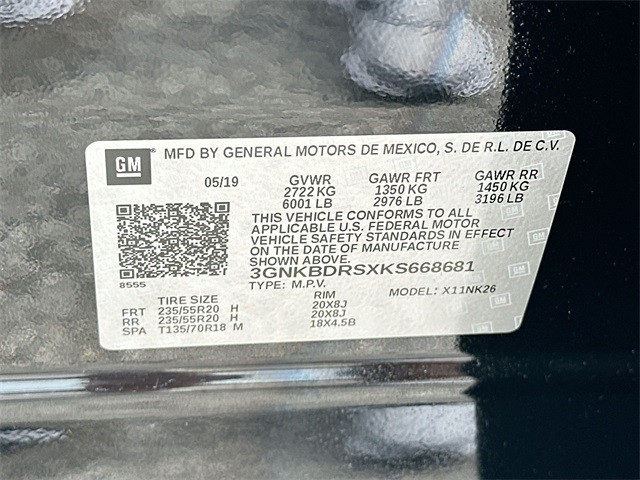 GM MFD BY GENERAL MOTORS DE MEXICO, S. DE R.L. DE C.V.
05/19 GVWR GAWR FRT GAWR RR
2722 KG 1350 KG 1450 KG
6001 LB 2976 LB 3196 LB
THIS VEHICLE CONFORMS TO ALL
APPLICABLE U.S. FEDERAL MOTOR
VEHICLE SAFETY STANDARDS IN EFFECT
ON THE DATE OF MANUFACTURE
SHOWN ABOVE.
8555
3GNKBDRSXKS668681
TYPE: M.P.V. MODEL: X11NK26
TIRE SIZE RIM
FRT 235/55R20 H 20X8J
RR 235/55R20 H 20X8J
SPA T135/70R18 M 18X4.5B